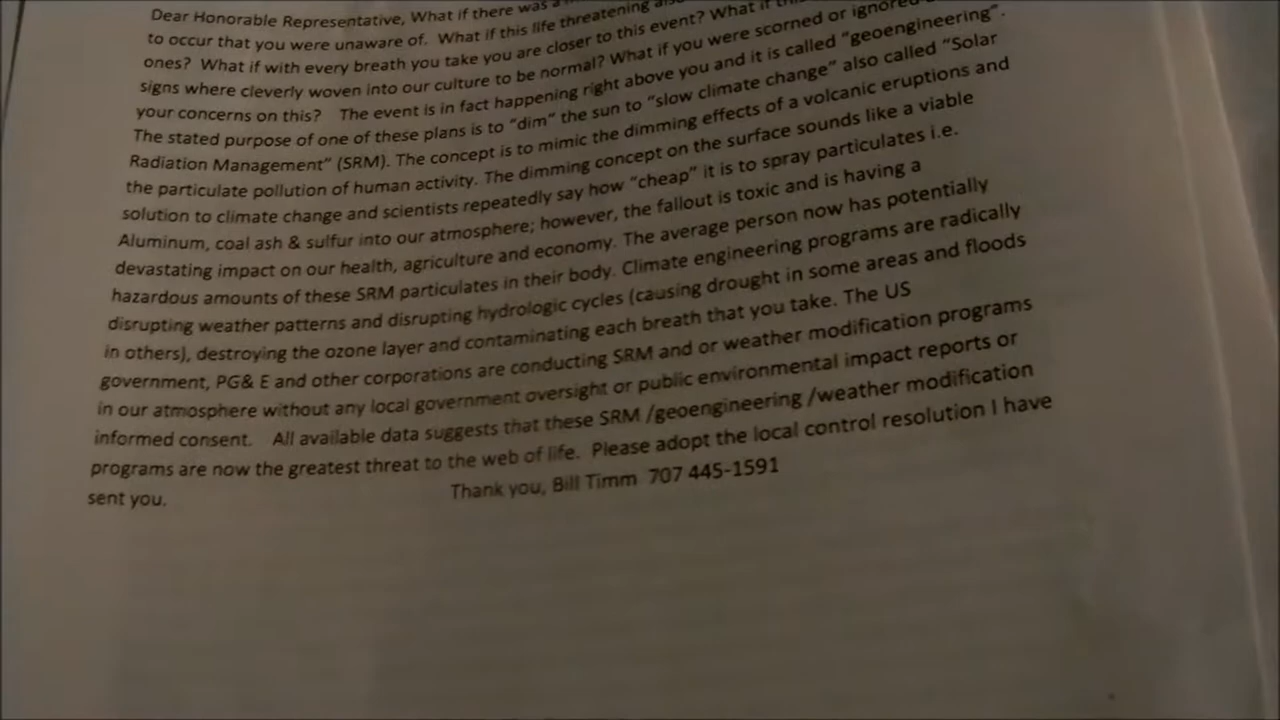 Dear Honorable Representative, What if there was a
to occur that you were unaware of. What if this life threatening
ones? What if with every breath you take you are closer to this event? What if
signs where cleverly woven into our culture to be normal? What if you were scorned or ignored
your concerns on this? The event is in fact happening right above you and it is called “geoengineering”.
The stated purpose of one of these plans is to “dim” the sun to “slow climate change” also called “Solar
Radiation Management” (SRM). The concept is to mimic the dimming effects of a volcanic eruptions and
the particulate pollution of human activity. The dimming concept on the surface sounds like a viable
solution to climate change and scientists repeatedly say how “cheap” it is to spray particulates i.e.
Aluminum, coal ash & sulfur into our atmosphere; however, the fallout is toxic and is having a
devastating impact on our health, agriculture and economy. The average person now has potentially
hazardous amounts of these SRM particulates in their body. Climate engineering programs are radically
disrupting weather patterns and disrupting hydrologic cycles (causing drought in some areas and floods
in others), destroying the ozone layer and contaminating each breath that you take. The US
government, PG& E and other corporations are conducting SRM and or weather modification programs
in our atmosphere without any local government oversight or public environmental impact reports or
informed consent. All available data suggests that these SRM /geoengineering /weather modification
programs are now the greatest threat to the web of life. Please adopt the local control resolution I have
sent you. Thank you, Bill Timm 707 445-1591